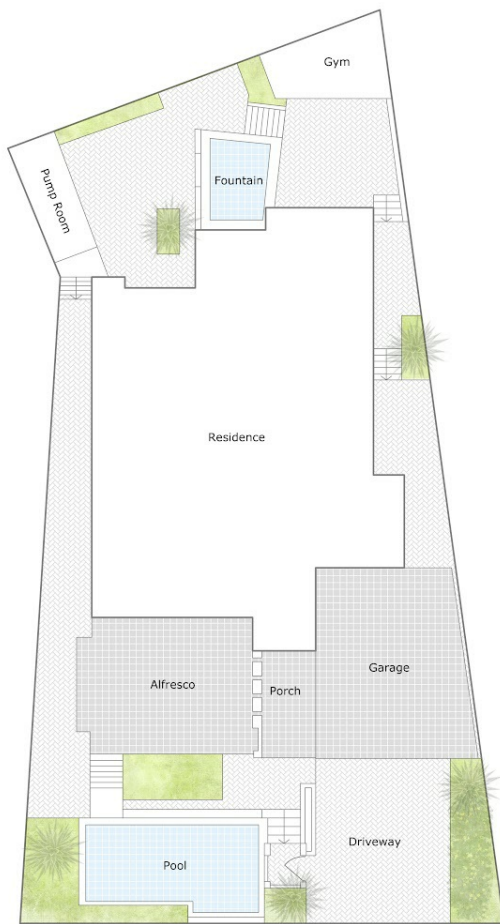 Gym
Pump Room
Fountain
Residence
Alfresco
Porch
Garage
Driveway
Pool